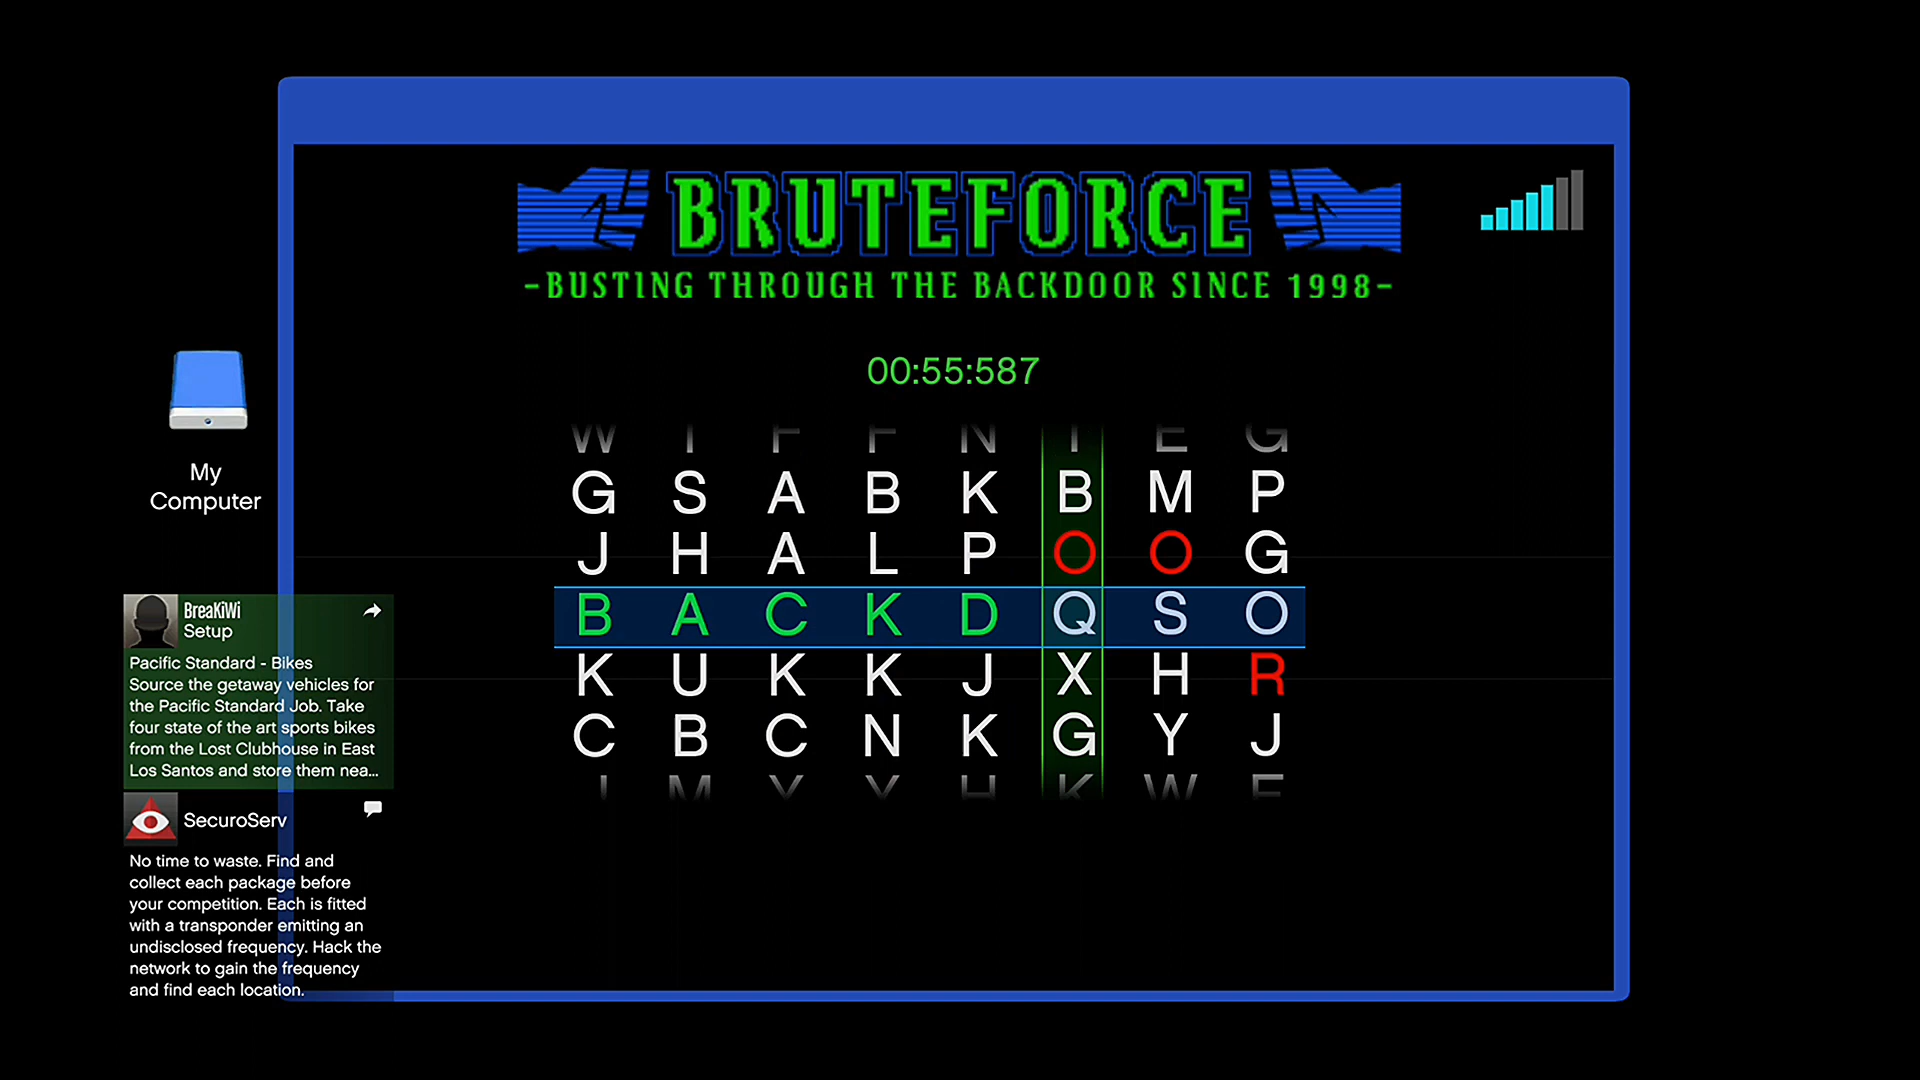 BRUTEFORCE
-BUSTING THROUGH THE BACKDOOR SINCE 1998-
00:55:587
W I F F N I E G
G S A B K B M P
J H A L P O O G
B A C K D Q S O
K U K K J X H R
C B C N K G Y J
My
Computer
BreaKiWi
Setup
Pacific Standard - Bikes
Source the getaway vehicles for
the Pacific Standard Job. Take
four state of the art sports bikes
from the Lost Clubhouse in East
Los Santos and store them nea...
SecuroServ
No time to waste. Find and
collect each package before
your competition. Each is fitted
with a transponder emitting an
undisclosed frequency. Hack the
network to gain the frequency
and find each location.